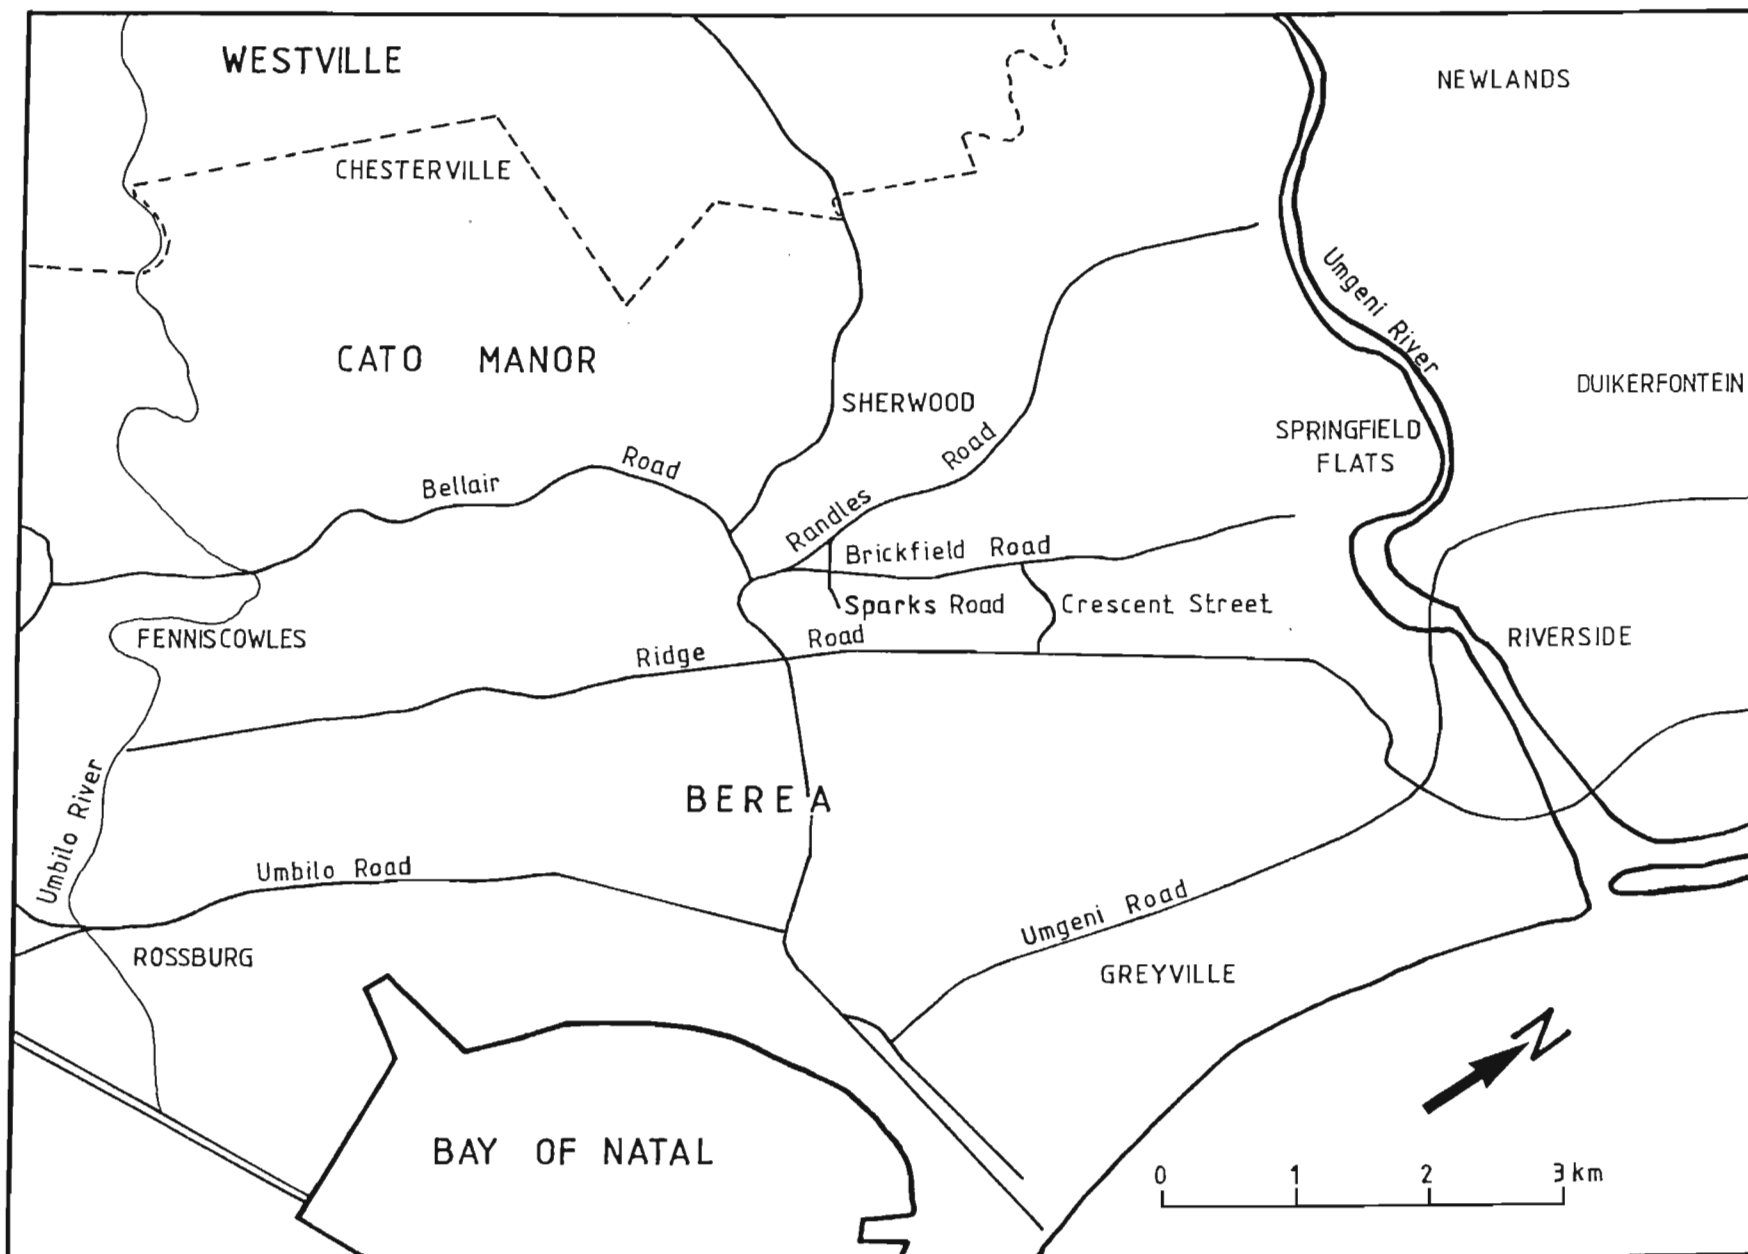 WESTVILLE
NEWLANDS
CHESTERVILLE
Umgeni River
CATO MANOR
DUIKERFONTEIN
SHERWOOD
SPRINGFIELD
FLATS
Bellair Road
Randles Road
Brickfield Road
Sparks Road
Crescent Street
FENNISCOWLES
Ridge Road
RIVERSIDE
BEREA
Umbilo River
Umbilo Road
Umgeni Road
ROSSBURG
GREYVILLE
N
BAY OF NATAL
0 1 2 3 km